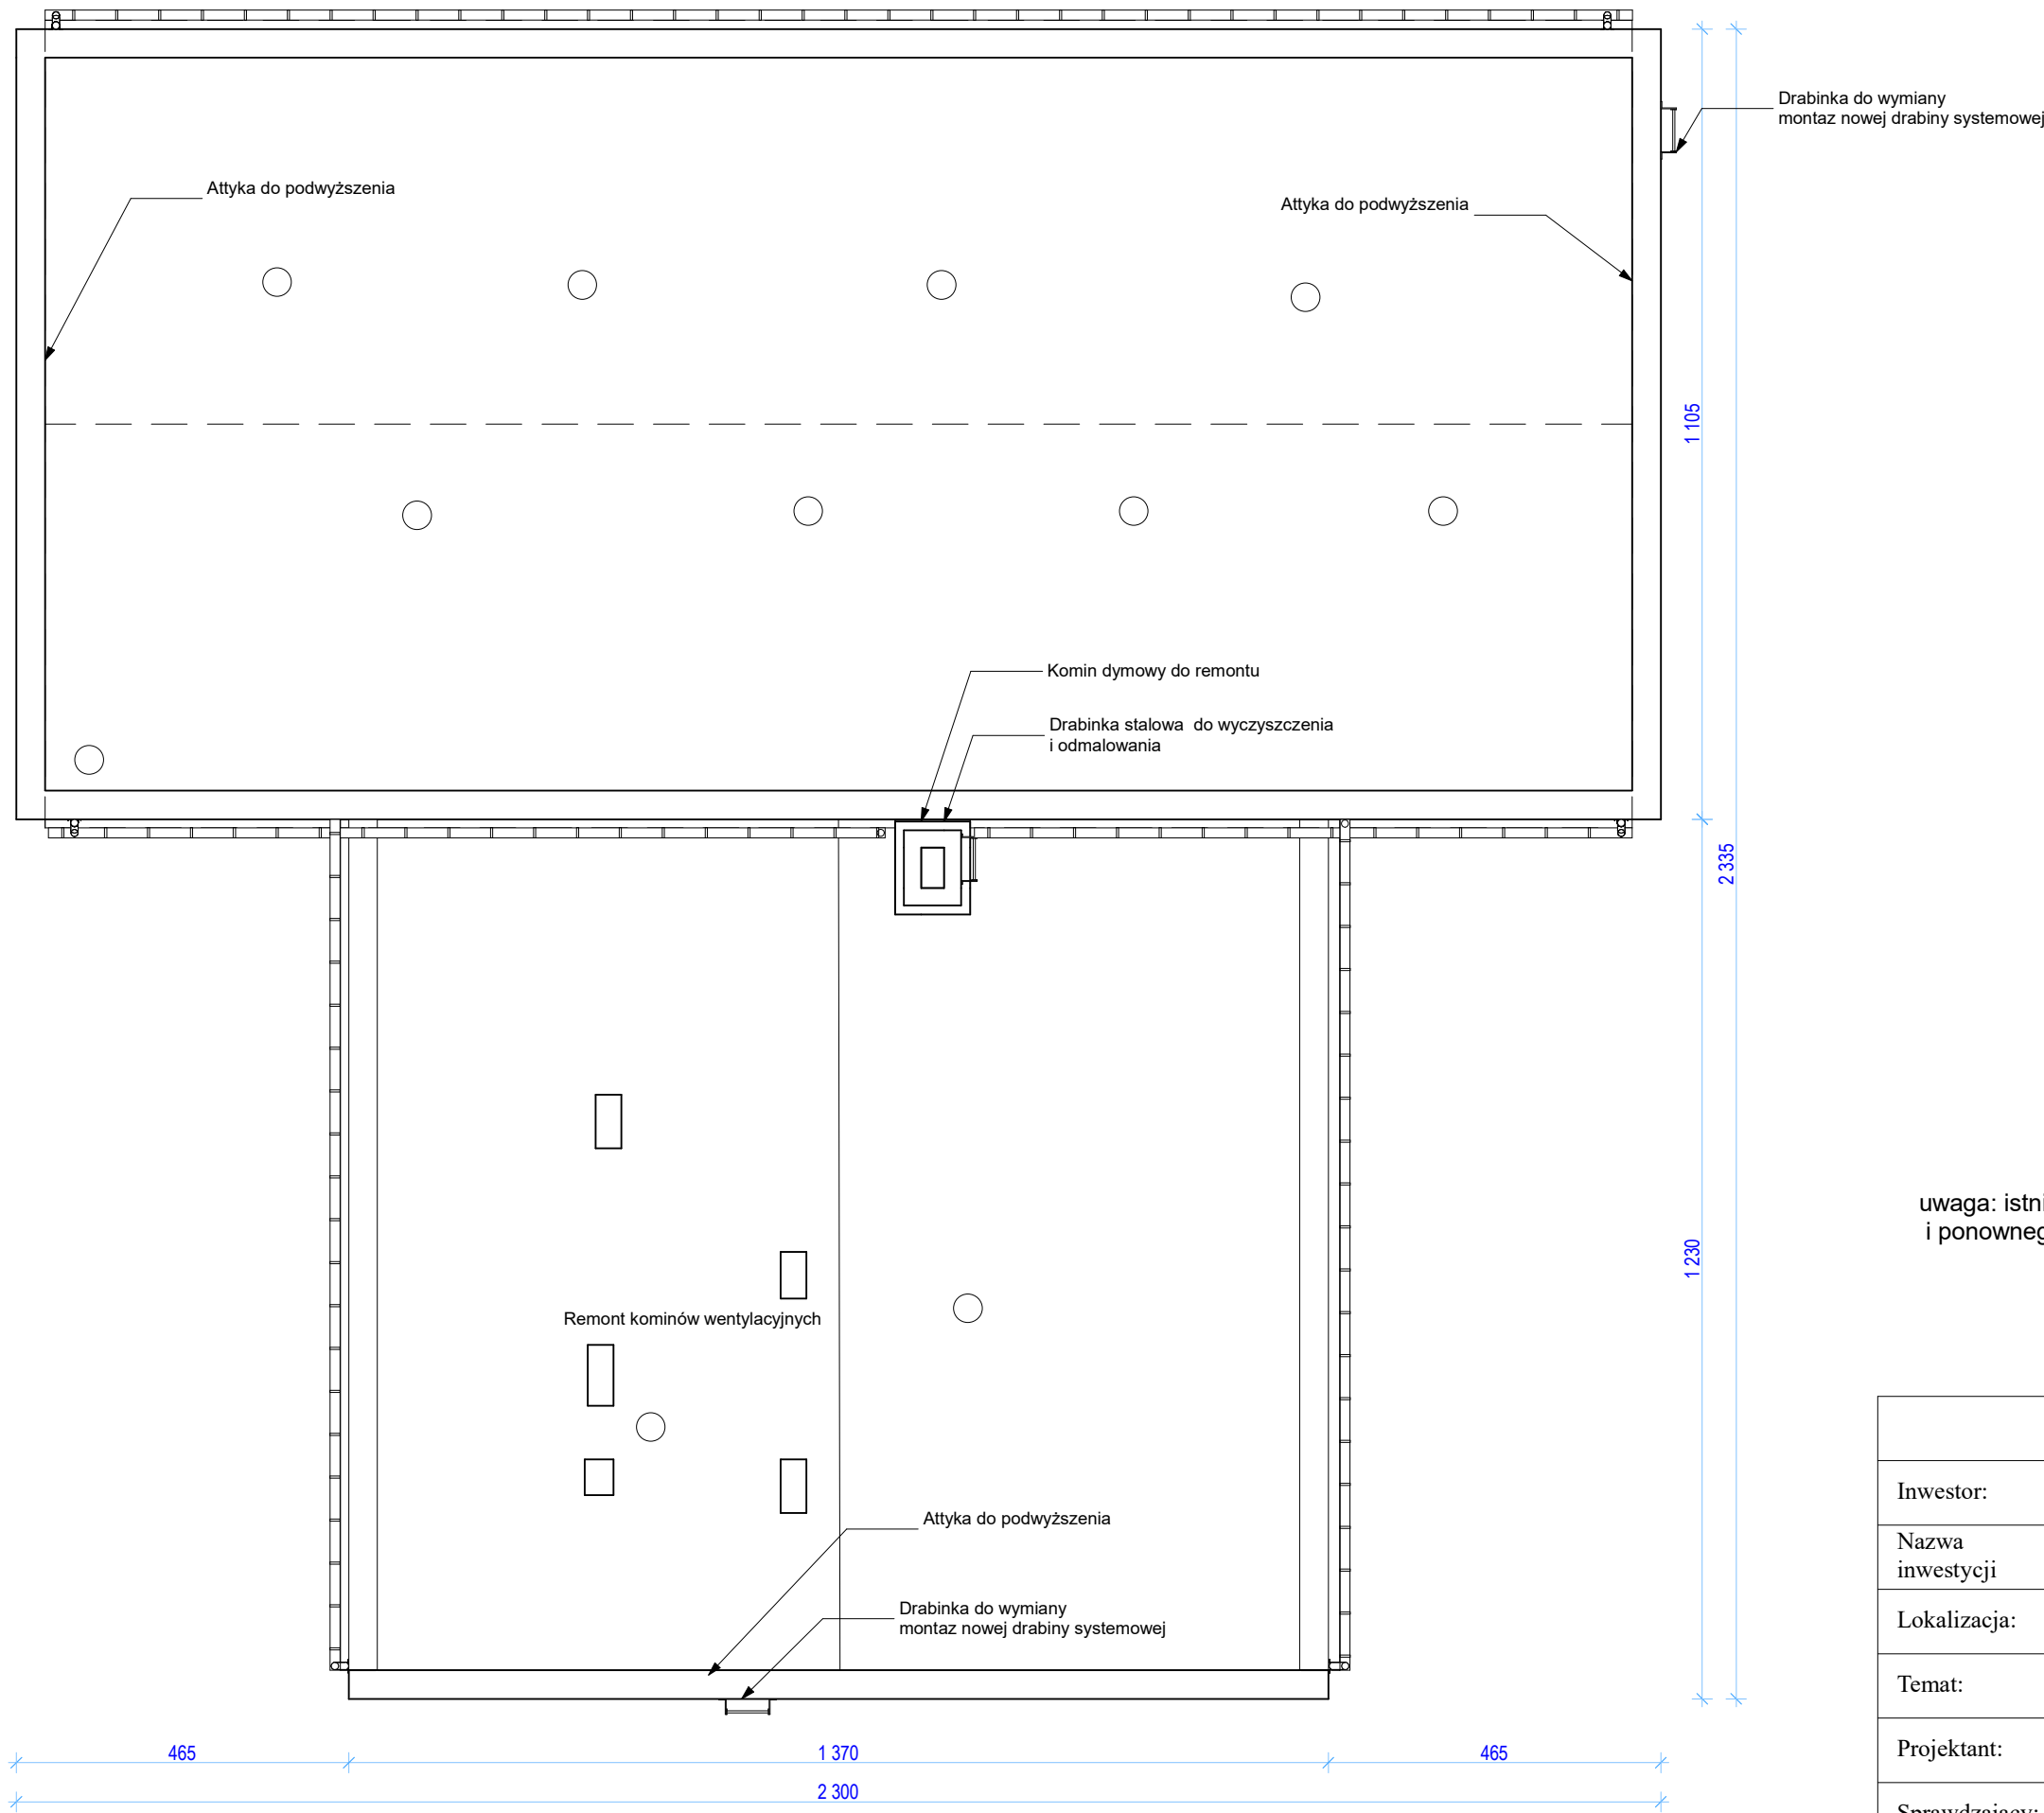 Drabinka do wymiany
montaz nowej drabiny systemowej
Attyka do podwyższenia
Attyka do podwyższenia
1 105
Komin dymowy do remontu
Drabinka stalowa  do wyczyszczenia
i odmalowania
2 335
uwaga: istni
i ponowneg
1 230
Remont kominów wentylacyjnych
Attyka do podwyższenia
Drabinka do wymiany
montaz nowej drabiny systemowej
Inwestor:
Nazwa
inwestycji
Lokalizacja:
Temat:
Projektant:
Sprawdzający:
465
1 370
465
2 300